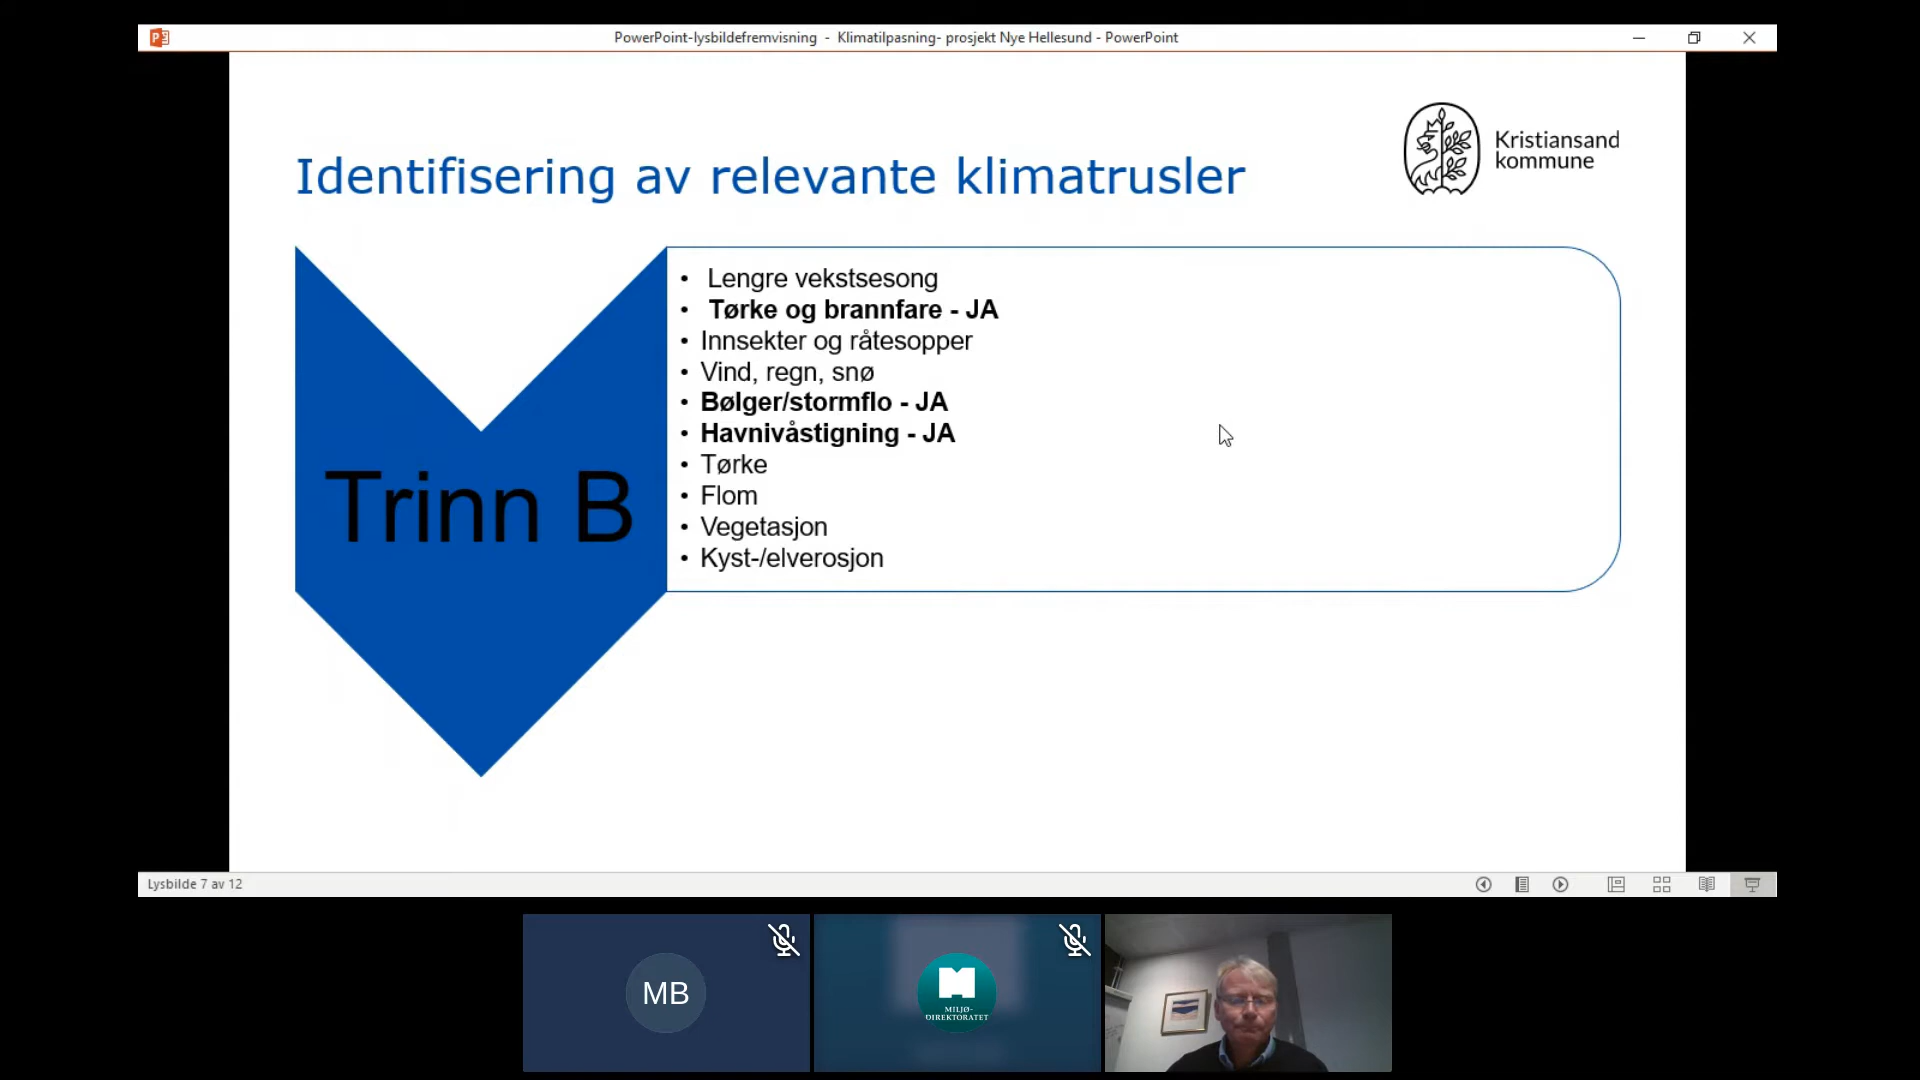 PowerPoint-lysbildefremvisning - Klimatilpasning- prosjekt Nye Hellesund - PowerPoint
Kristiansand
kommune
Identifisering av relevante klimatrusler
Trinn B
• Lengre vekstsesong
• Tørke og brannfare - JA
• Innsekter og råtesopper
• Vind, regn, snø
• Bølger/stormflo - JA
• Havnivåstigning - JA
• Tørke
• Flom
• Vegetasjon
• Kyst-/elverosjon
Lysbilde 7 av 12
MB
MILJØ-
DIREKTORATET